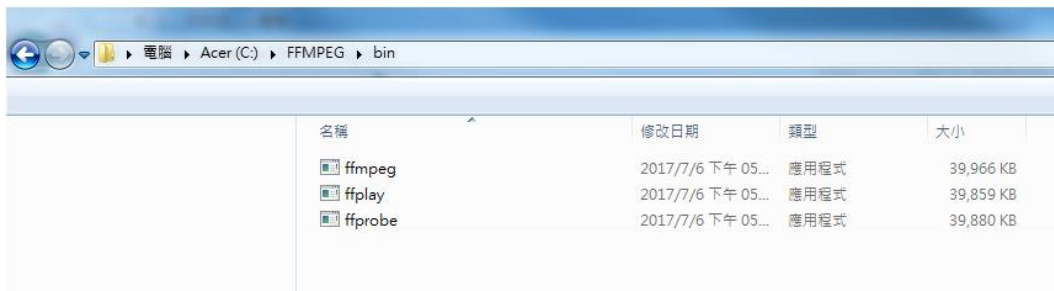 電腦 ▸ Acer (C:) ▸ FFMPEG ▸ bin
名稱 修改日期 類型 大小
ffmpeg 2017/7/6 下午 05... 應用程式 39,966 KB
ffplay 2017/7/6 下午 05... 應用程式 39,859 KB
ffprobe 2017/7/6 下午 05... 應用程式 39,880 KB